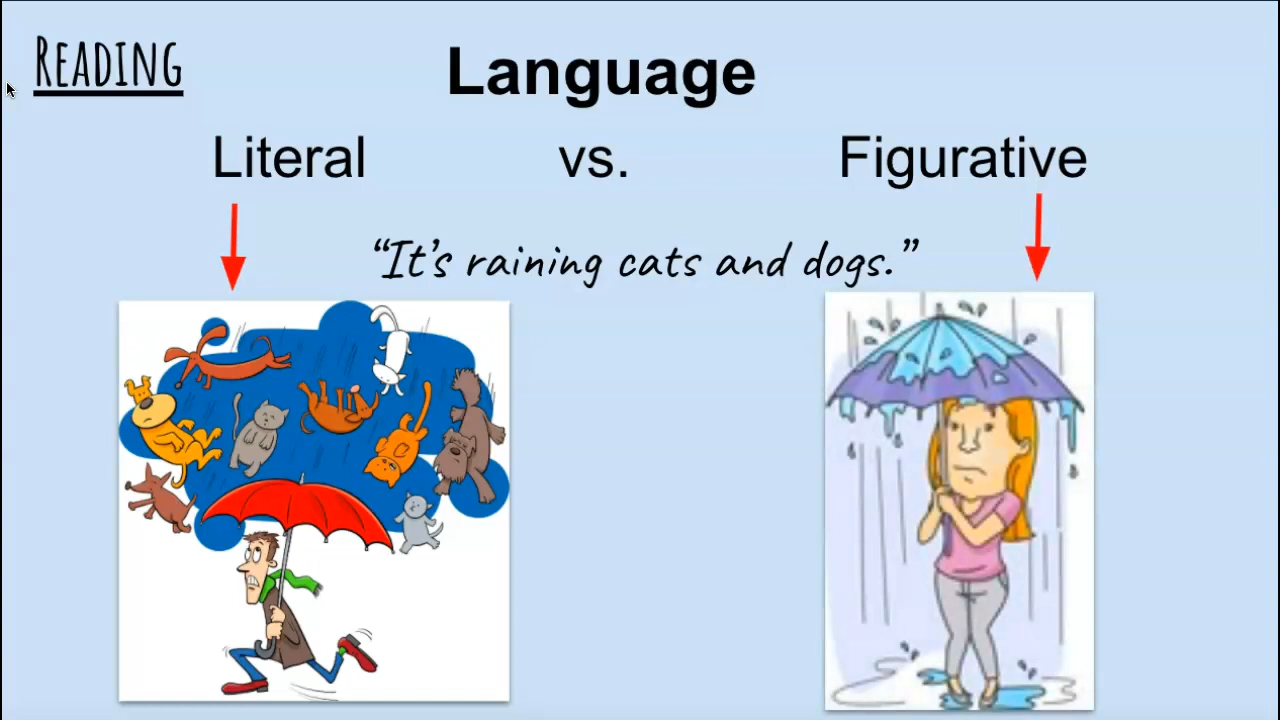 READING
Language
Literal vs. Figurative
“It’s raining cats and dogs.”